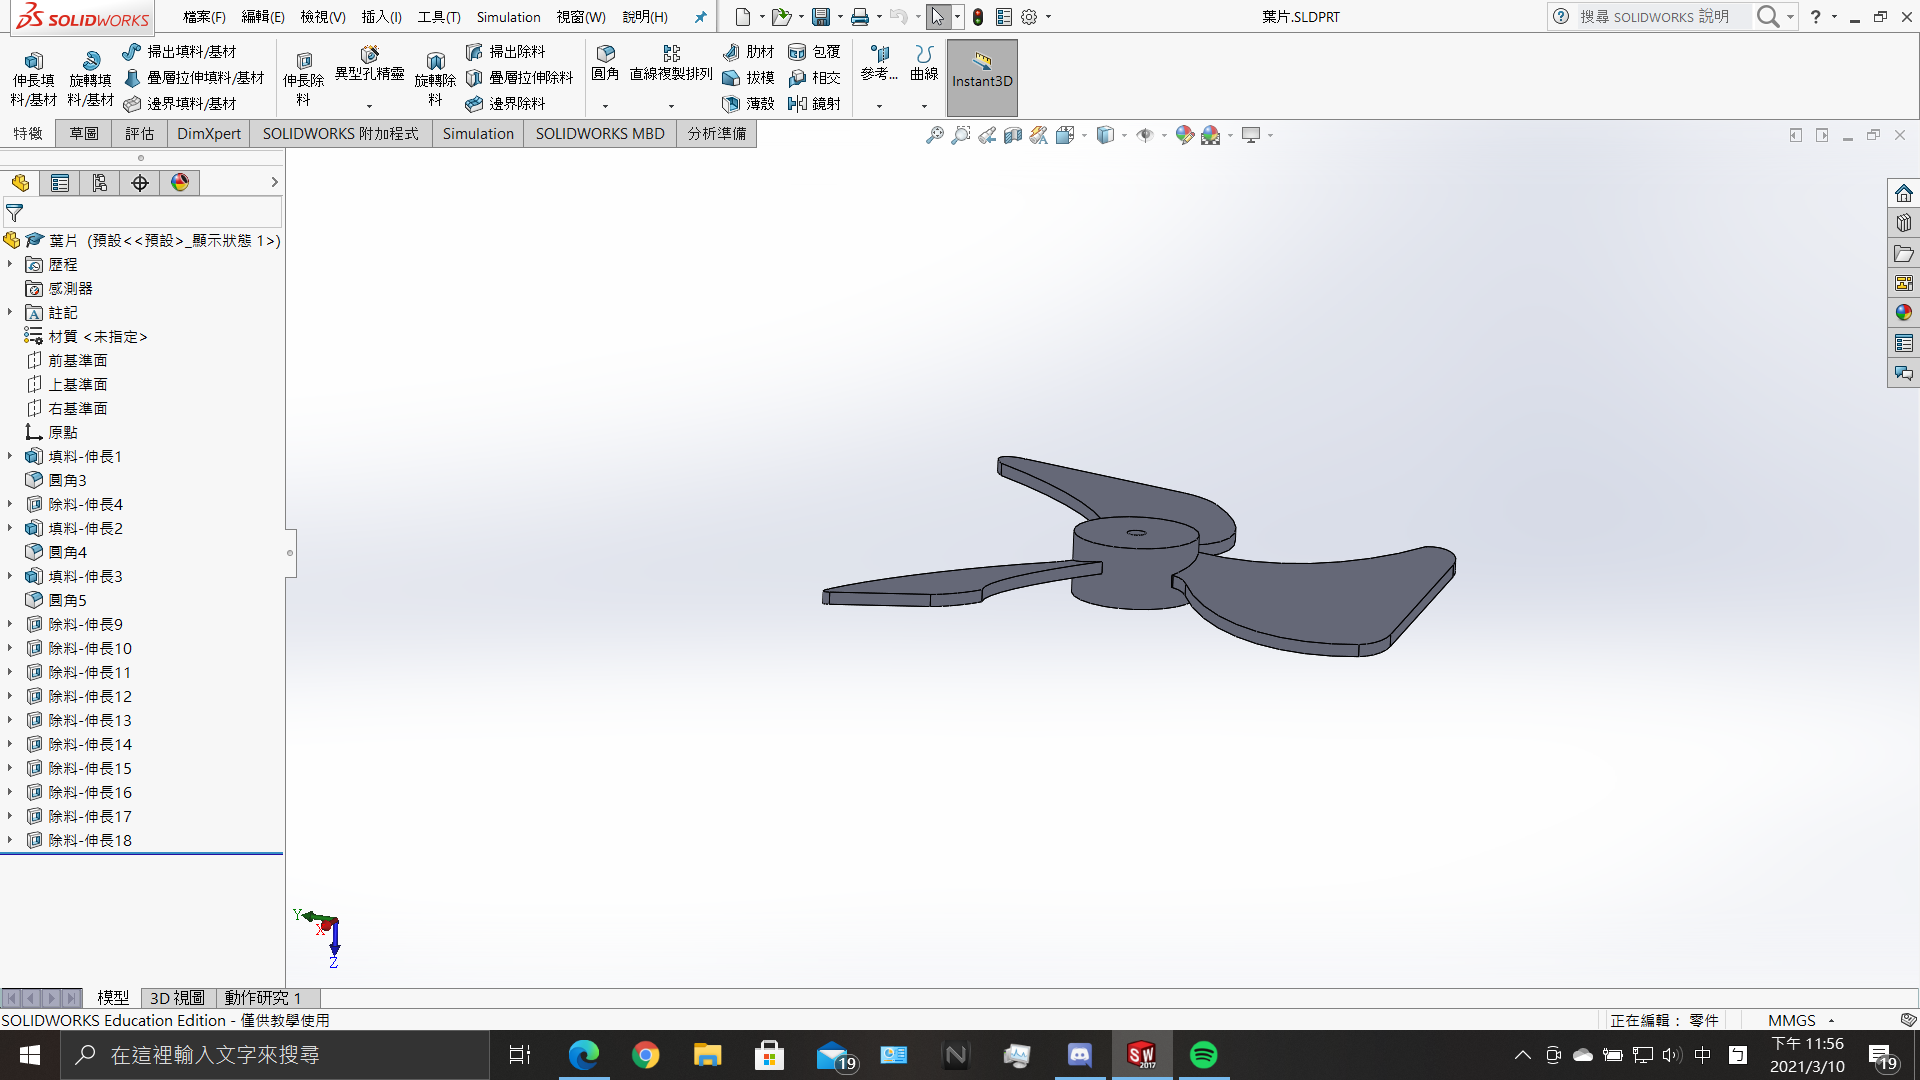 SOLIDWORKS
檔案(F) 編輯(E) 檢視(V) 插入(I) 工具(T) Simulation 視窗(W) 說明(H)
葉片.SLDPRT
搜尋 SOLIDWORKS 說明
?
伸長填料/基材
旋轉填料/基材
掃出填料/基材
疊層拉伸填料/基材
邊界填料/基材
伸長除料
異型孔精靈
旋轉除料
掃出除料
疊層拉伸除料
邊界除料
圓角
直線複製排列
肋材
拔模
薄殼
包覆
相交
鏡射
參考...
曲線
Instant3D
特徵 草圖 評估 DimXpert SOLIDWORKS 附加程式 Simulation SOLIDWORKS MBD 分析準備
葉片 (預設<<預設>_顯示狀態 1>)
歷程
感測器
註記
材質 <未指定>
前基準面
上基準面
右基準面
原點
填料-伸長1
圓角3
除料-伸長4
填料-伸長2
圓角4
填料-伸長3
圓角5
除料-伸長9
除料-伸長10
除料-伸長11
除料-伸長12
除料-伸長13
除料-伸長14
除料-伸長15
除料-伸長16
除料-伸長17
除料-伸長18
Y
X
Z
模型 3D 視圖 動作研究 1
SOLIDWORKS Education Edition - 僅供教學使用
正在編輯： 零件
MMGS
在這裡輸入文字來搜尋
19
SW
2017
中
下午 11:56
2021/3/10
19